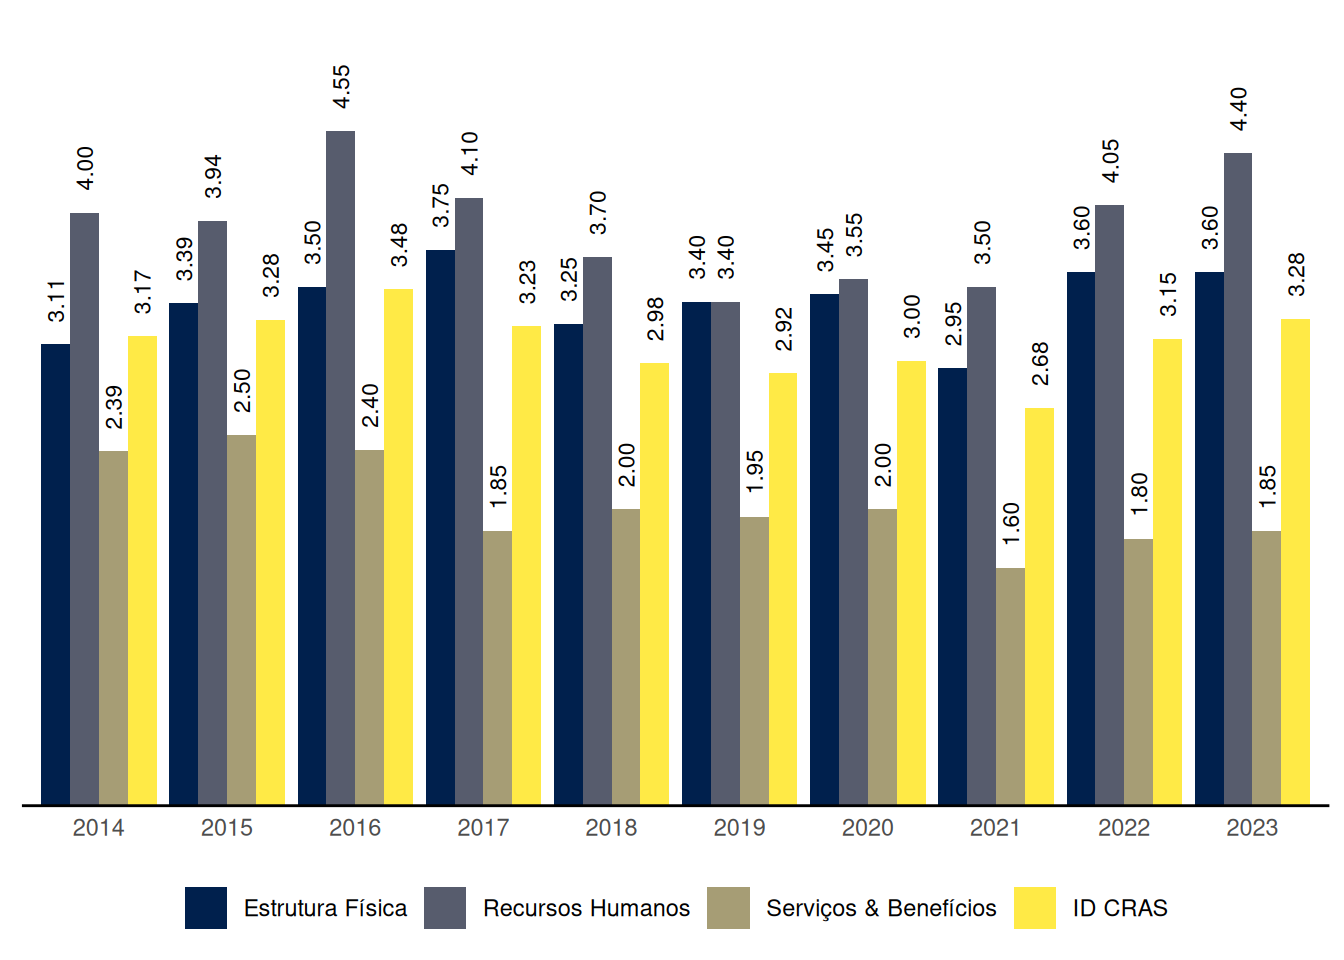 3.11 4.00 2.39 3.17
3.39 3.94 2.50 3.28
3.50 4.55 2.40 3.48
3.75 4.10 1.85 3.23
3.25 3.70 2.00 2.98
3.40 3.40 1.95 2.92
3.45 3.55 2.00 3.00
2.95 3.50 1.60 2.68
3.60 4.05 1.80 3.15
3.60 4.40 1.85 3.28
2014 2015 2016 2017 2018 2019 2020 2021 2022 2023
Estrutura Física Recursos Humanos Serviços & Benefícios ID CRAS